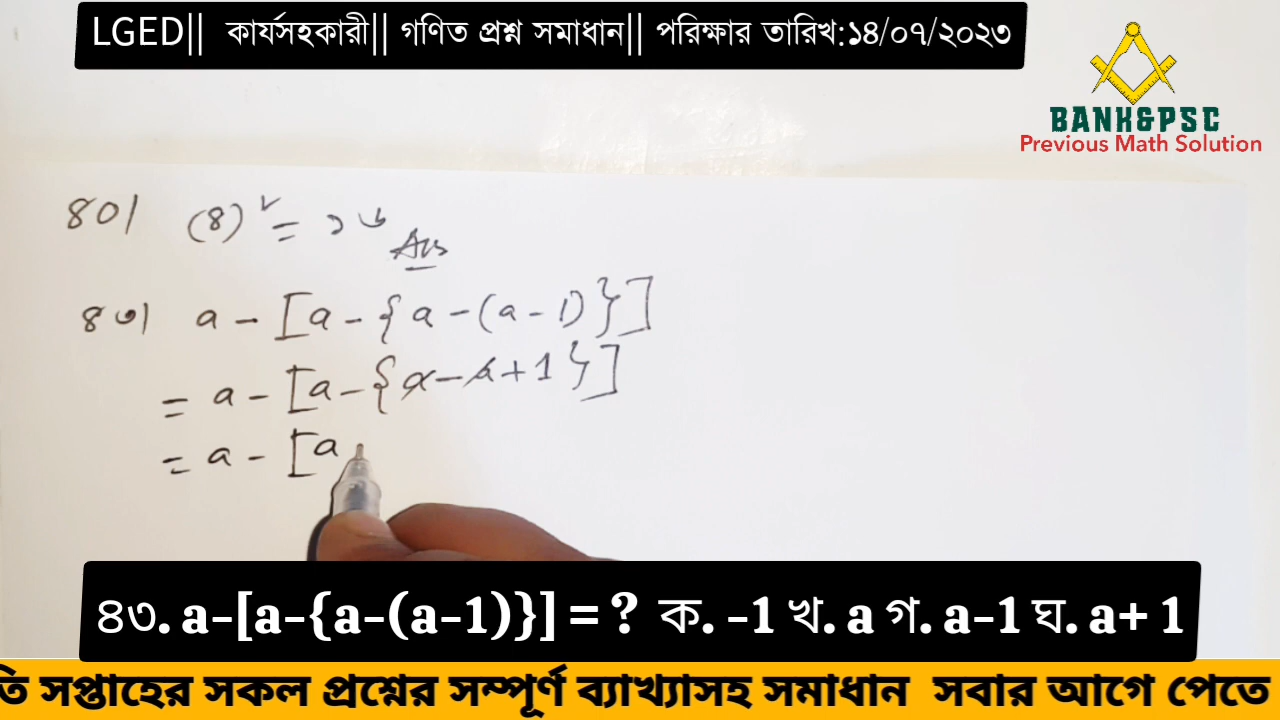 LGED|| কার্যসহকারী|| গণিত প্রশ্ন সমাধান|| পরিক্ষার তারিখ:১৪/০৭/২০২৩
BANK&PSC
Previous Math Solution
৪০। (৪)² = ১৬
Ans
৪৩। a - [a - {a - (a - 1)}]
= a - [a - {a - a + 1}]
= a - [a
৪৩. a-[a-{a-(a-1)}] = ? ক. -1 খ. a গ. a-1 ঘ. a+ 1
তি সপ্তাহের সকল প্রশ্নের সম্পূর্ণ ব্যাখ্যাসহ সমাধান সবার আগে পেতে